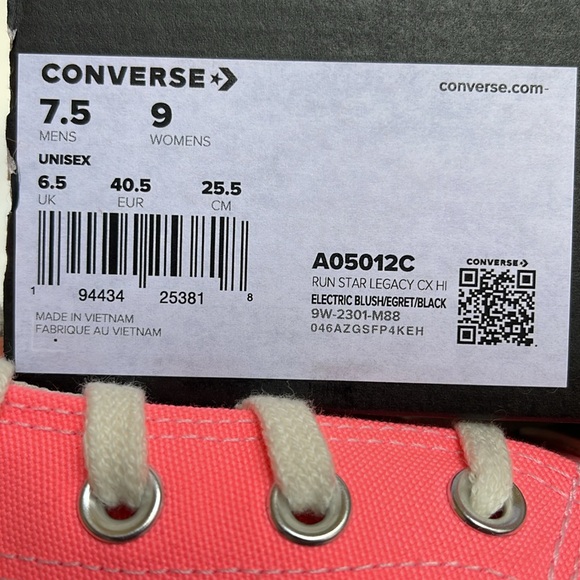 CONVERSE
converse.com-
7.5 9
MENS WOMENS
UNISEX
6.5 40.5 25.5
UK EUR CM
1 94434 25381 8
MADE IN VIETNAM
FABRIQUE AU VIETNAM
A05012C
RUN STAR LEGACY CX HI
ELECTRIC BLUSH/EGRET/BLACK
9W-2301-M88
046AZGSFP4KEH
CONVERSE